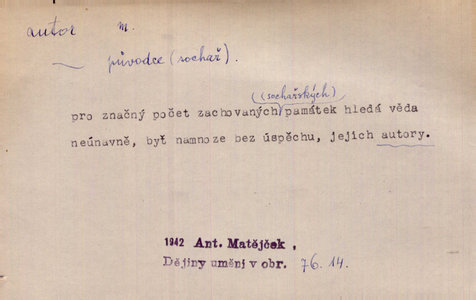 autor m.
~ původce (sochař).
(sochařských)
pro značný počet zachovaných památek hledá věda
neúnavně, byť namnoze bez úspěchu, jejich autory.
1942 Ant. Matějček,
Dějiny umění v obr. 76. 14.